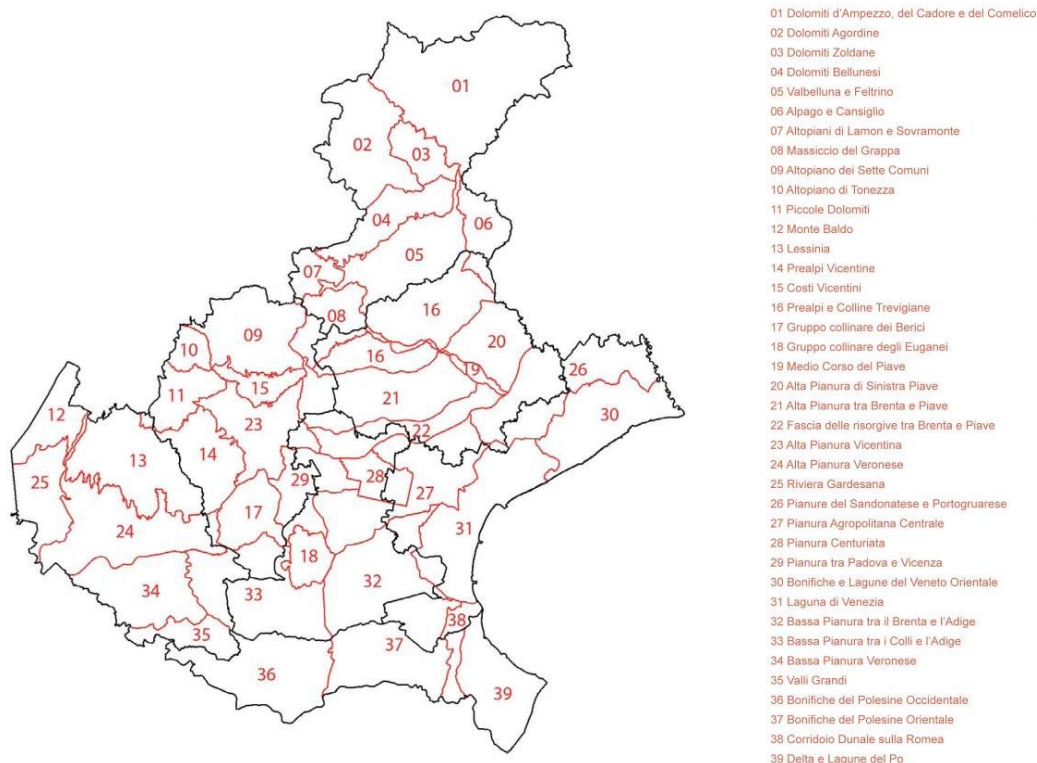 01 Dolomiti d'Ampezzo, del Cadore e del Comelico
02 Dolomiti Agordine
03 Dolomiti Zoldane
04 Dolomiti Bellunesi
05 Valbelluna e Feltrino
06 Alpago e Cansiglio
07 Altopiani di Lamon e Sovramonte
08 Massiccio del Grappa
09 Altopiano dei Sette Comuni
10 Altopiano di Tonezza
11 Piccole Dolomiti
12 Monte Baldo
13 Lessinia
14 Prealpi Vicentine
15 Costi Vicentini
16 Prealpi e Colline Trevigiane
17 Gruppo collinare dei Berici
18 Gruppo collinare degli Euganei
19 Medio Corso del Piave
20 Alta Pianura di Sinistra Piave
21 Alta Pianura tra Brenta e Piave
22 Fascia delle risorgive tra Brenta e Piave
23 Alta Pianura Vicentina
24 Alta Pianura Veronese
25 Riviera Gardesana
26 Pianure del Sandonatese e Portogruarese
27 Pianura Agropolitana Centrale
28 Pianura Centuriata
29 Pianura tra Padova e Vicenza
30 Bonifiche e Lagune del Veneto Orientale
31 Laguna di Venezia
32 Bassa Pianura tra il Brenta e l'Adige
33 Bassa Pianura tra i Colli e l'Adige
34 Bassa Pianura Veronese
35 Valli Grandi
36 Bonifiche del Polesine Occidentale
37 Bonifiche del Polesine Orientale
38 Corridoio Dunale sulla Romea
39 Delta e Lagune del Po
01
02
03
04
06
05
07
16
08
09
20
10
16
19
26
15
11
21
12
30
23
22
13
14
28
29
25
27
17
24
31
18
32
34
33
38
35
37
36
39